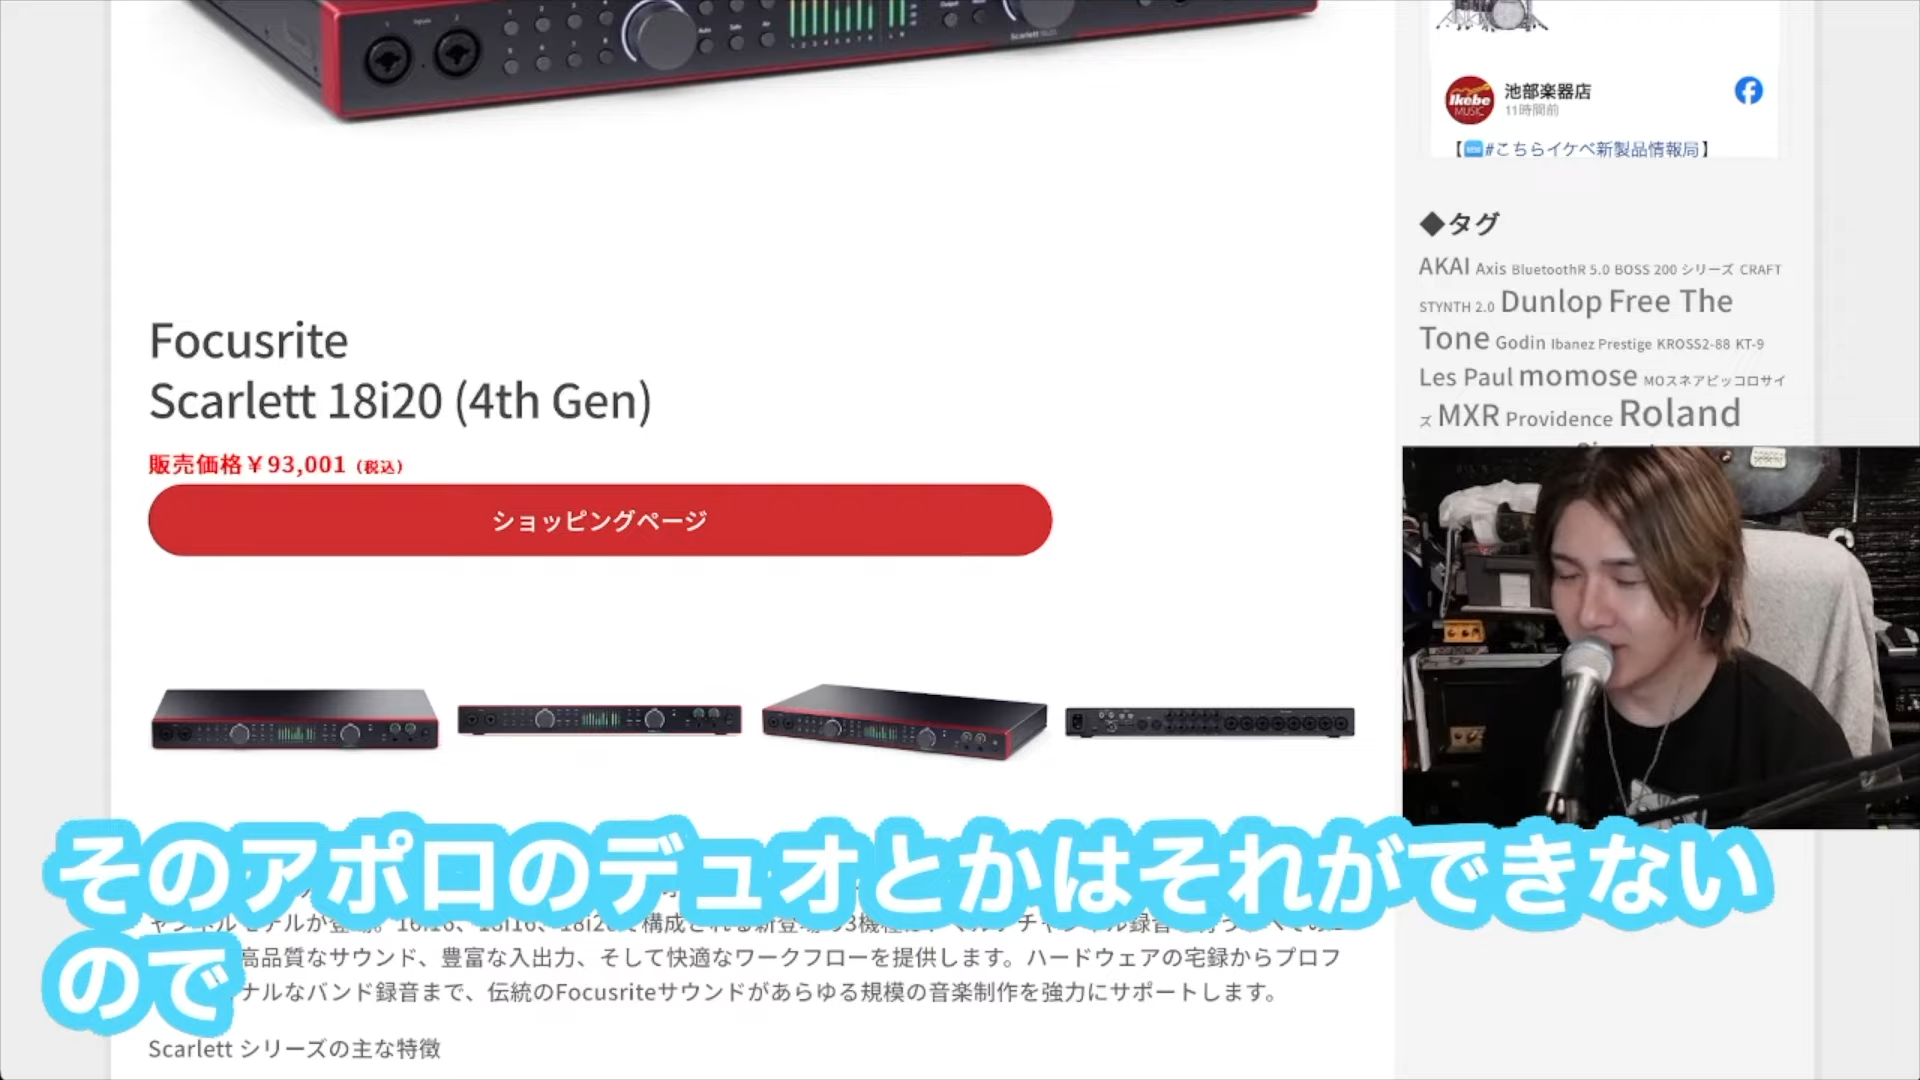 池部楽器店
11時間前
【NEW#こちらイケベ新製品情報局】
◆タグ
AKAI Axis BluetoothR 5.0 BOSS 200 シリーズ CRAFT
STYNTH 2.0 Dunlop Free The
Tone Godin Ibanez Prestige KROSS2-88 KT-9
Les Paul momose MOスネアピッコロサイ
ズ MXR Providence Roland
Focusrite
Scarlett 18i20 (4th Gen)
販売価格￥93,001（税込）
ショッピングページ
そのアポロのデュオとかはそれができない
ので
高品質なサウンド、豊富な入出力、そして快適なワークフローを提供します。ハードウェアの宅録からプロフ
ナルなバンド録音まで、伝統のFocusriteサウンドがあらゆる規模の音楽制作を強力にサポートします。
Scarlett シリーズの主な特徴